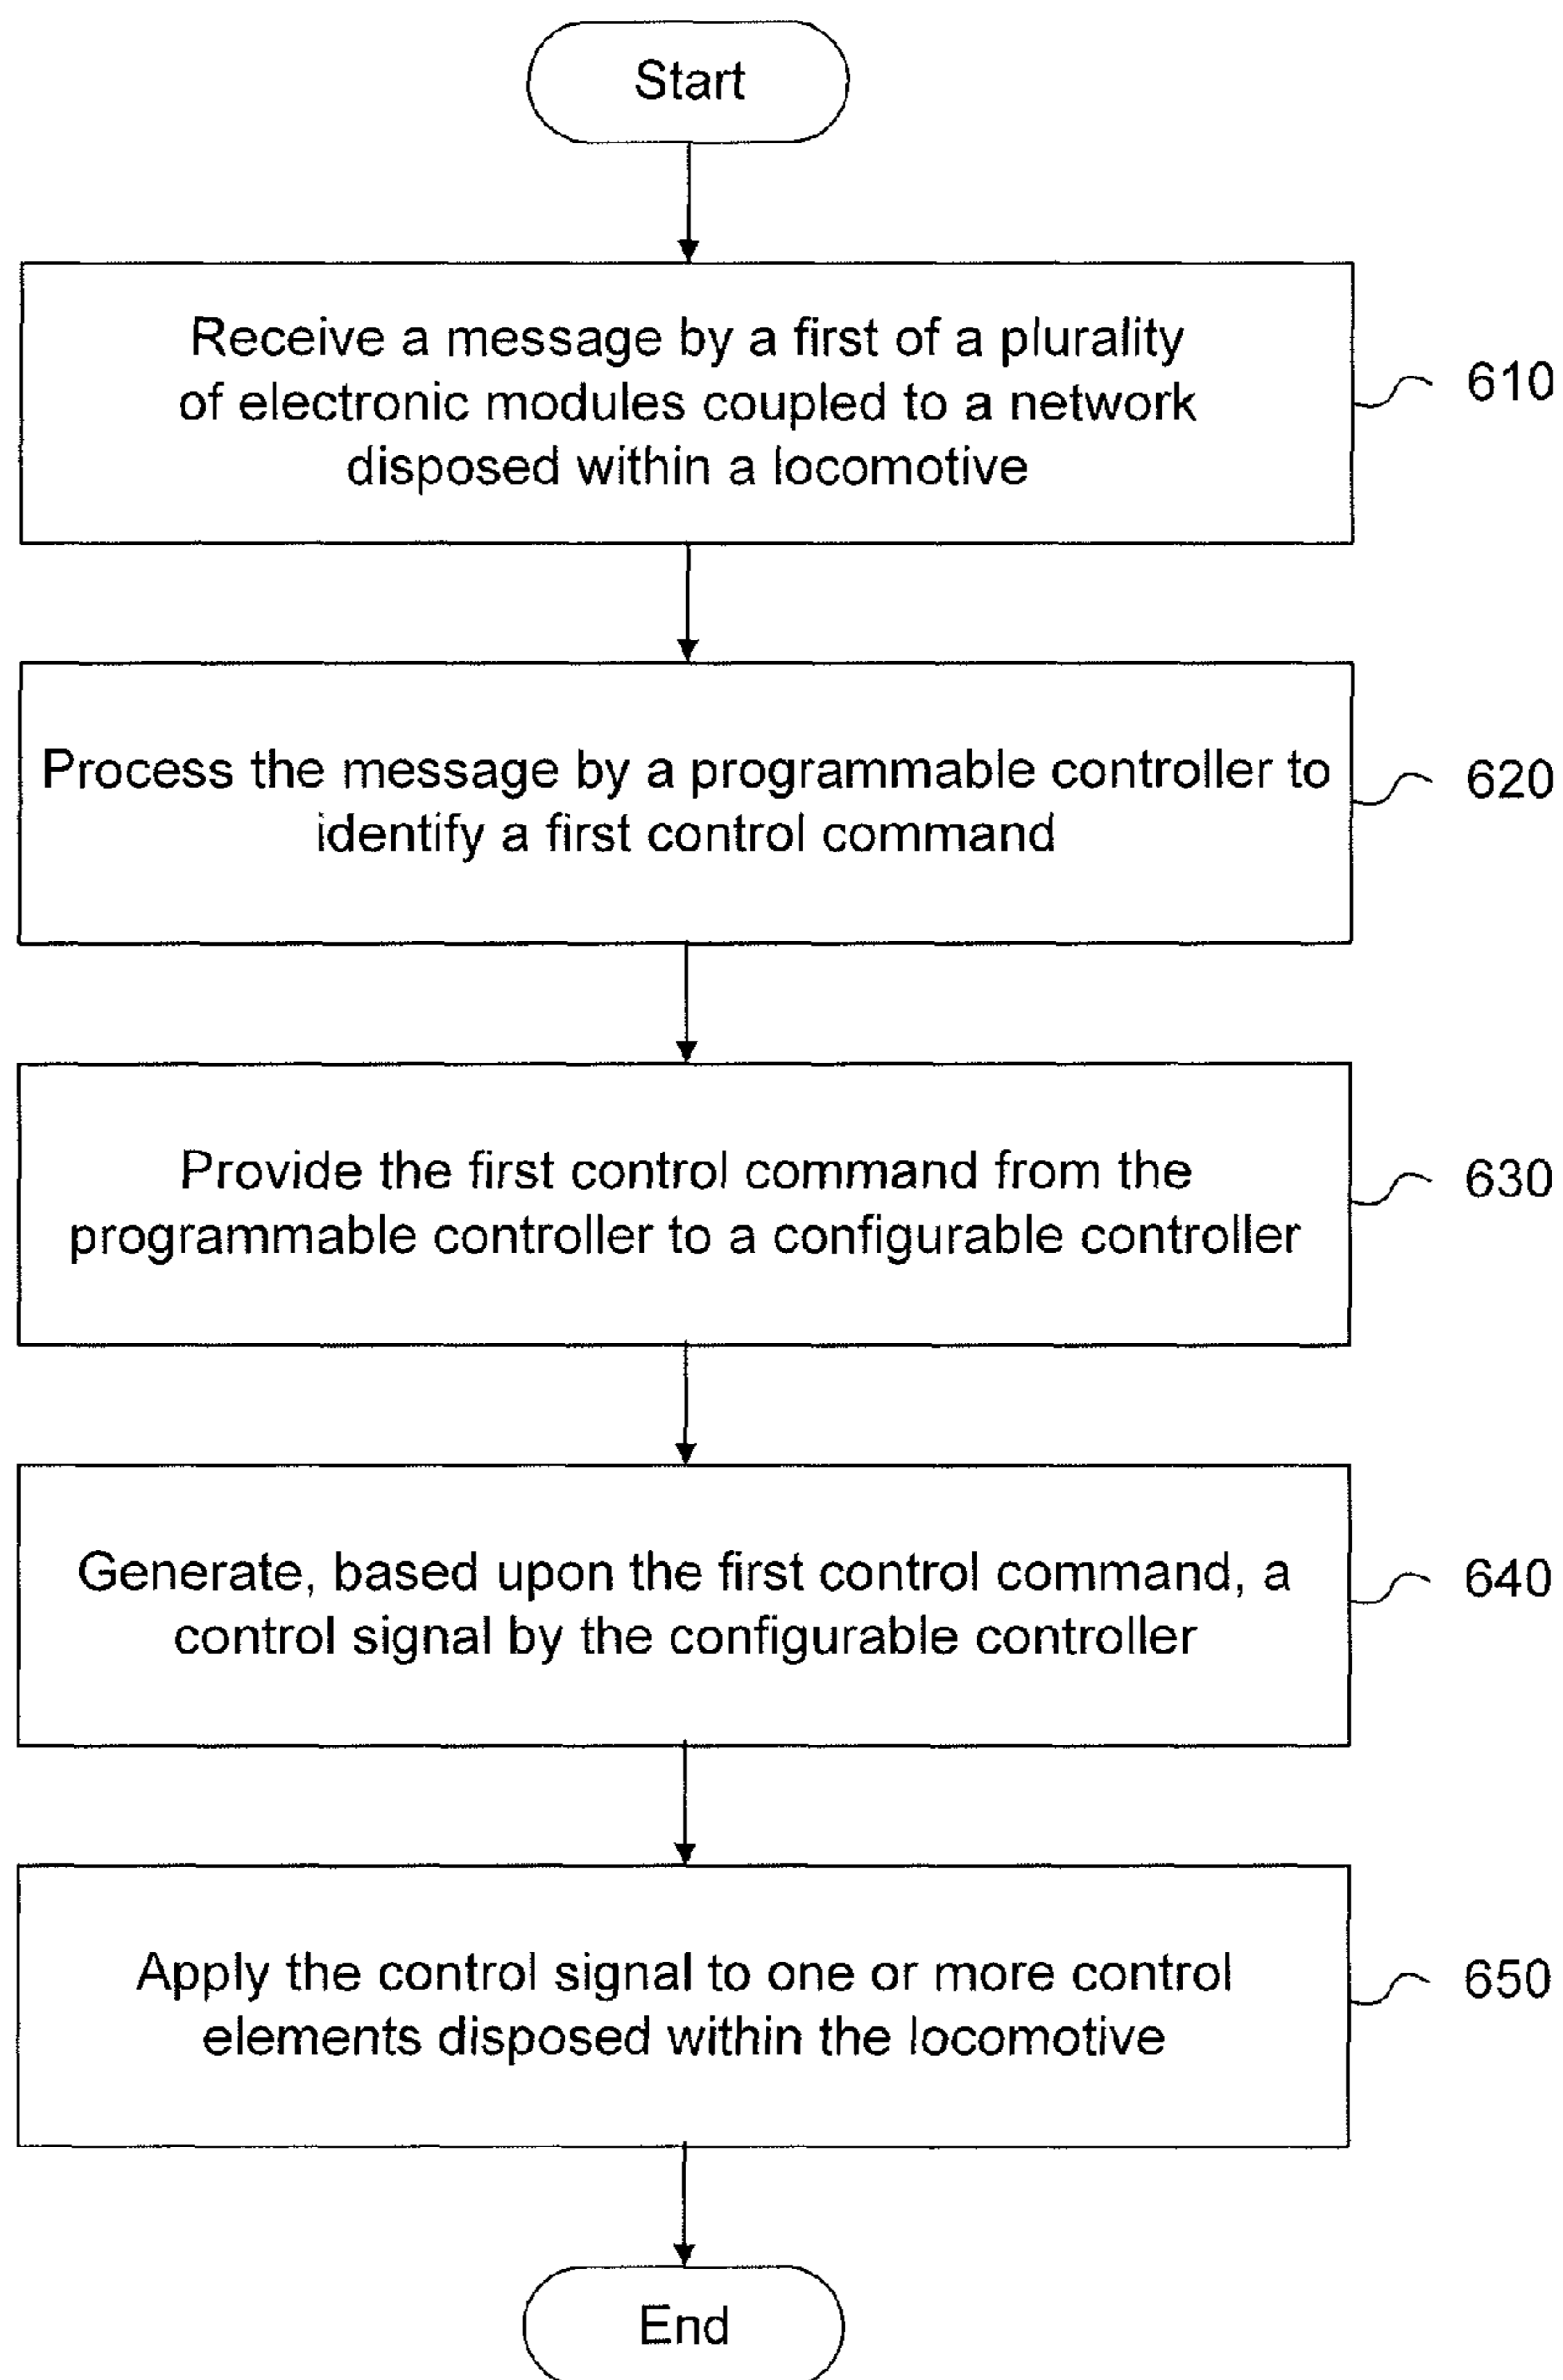 Start
Receive a message by a first of a plurality
of electronic modules coupled to a network
disposed within a locomotive
610
Process the message by a programmable controller to
identify a first control command
620
Provide the first control command from the
programmable controller to a configurable controller
630
Generate, based upon the first control command, a
control signal by the configurable controller
640
Apply the control signal to one or more control
elements disposed within the locomotive
650
End